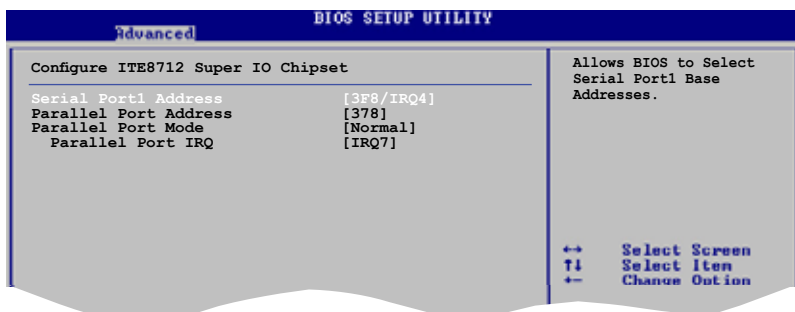 BIOS SETUP UTILITY
Advanced
Configure ITE8712 Super IO Chipset
Serial Port1 Address [3F8/IRQ4]
Parallel Port Address [378]
Parallel Port Mode [Normal]
Parallel Port IRQ [IRQ7]
Allows BIOS to Select
Serial Port1 Base
Addresses.
↔ Select Screen
↑↓ Select Item
+- Change Option